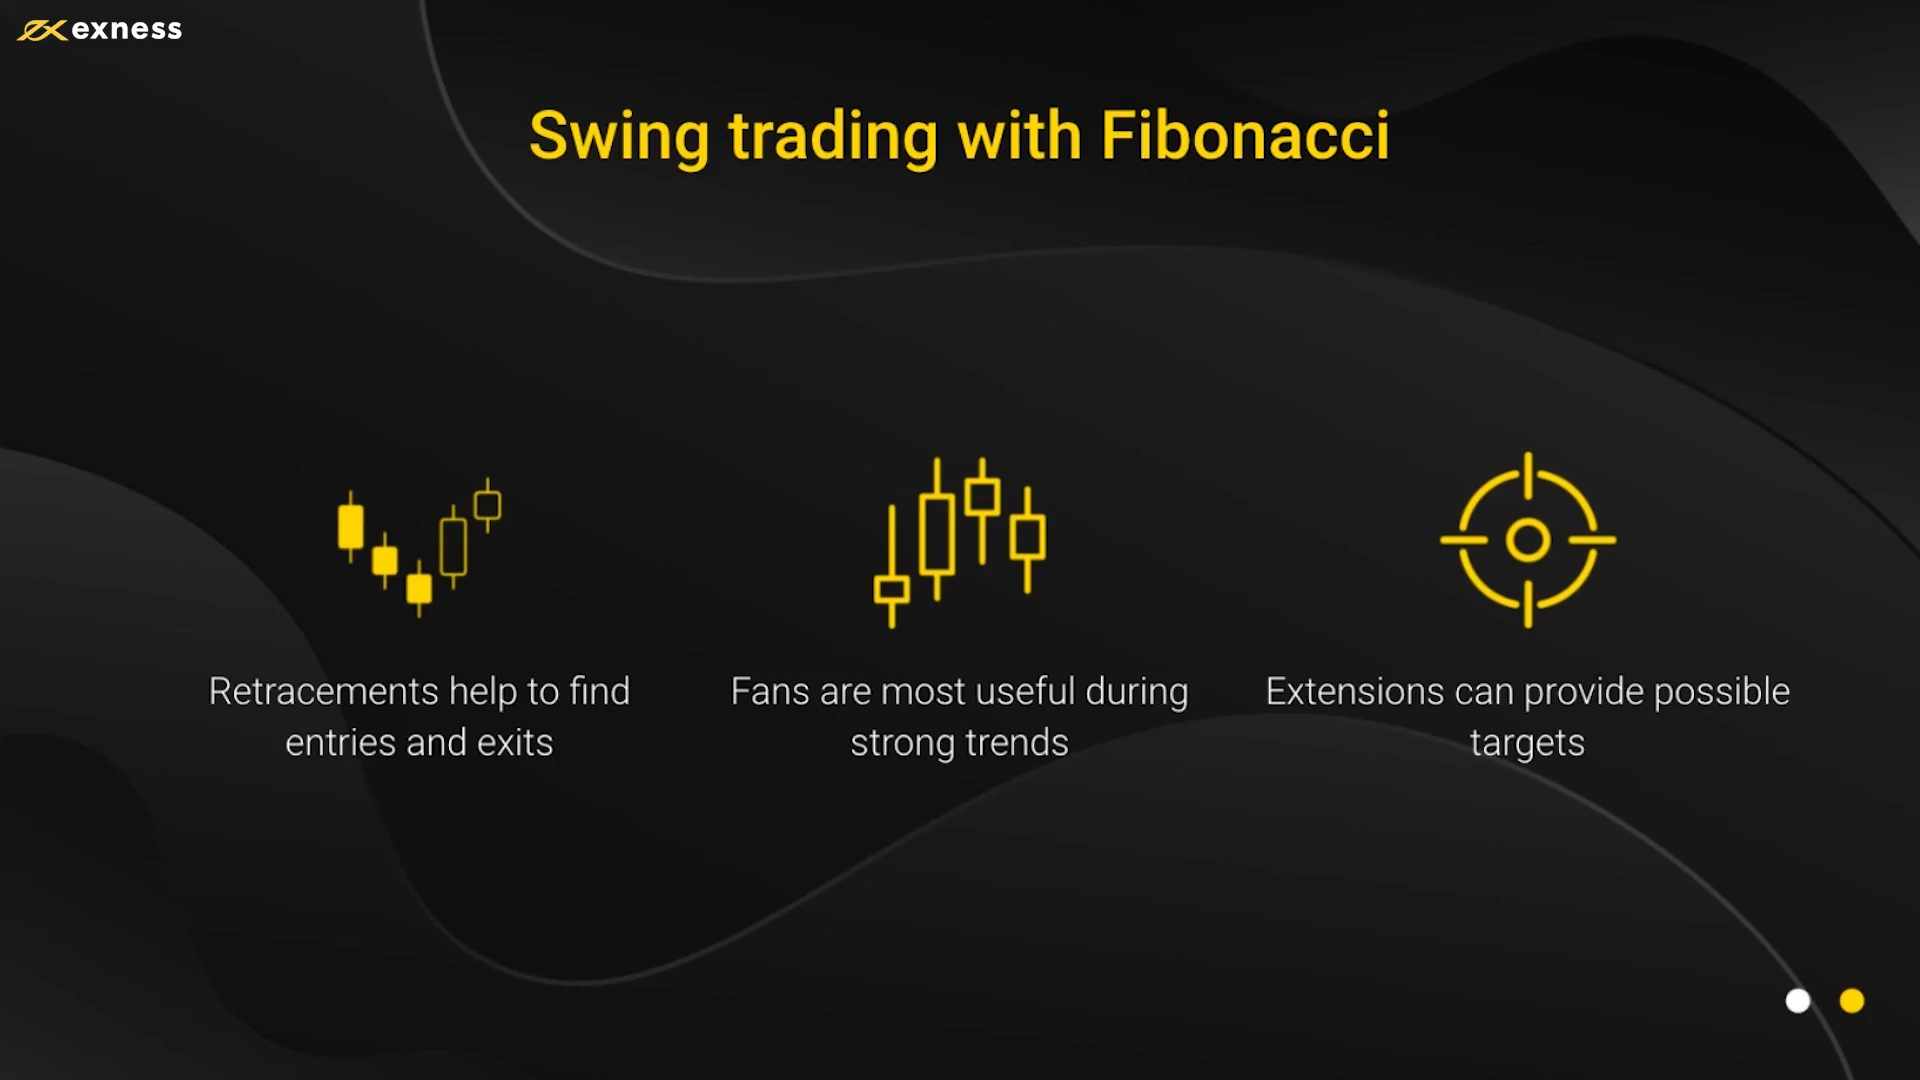 exness
Swing trading with Fibonacci
Retracements help to find
entries and exits
Fans are most useful during
strong trends
Extensions can provide possible
targets